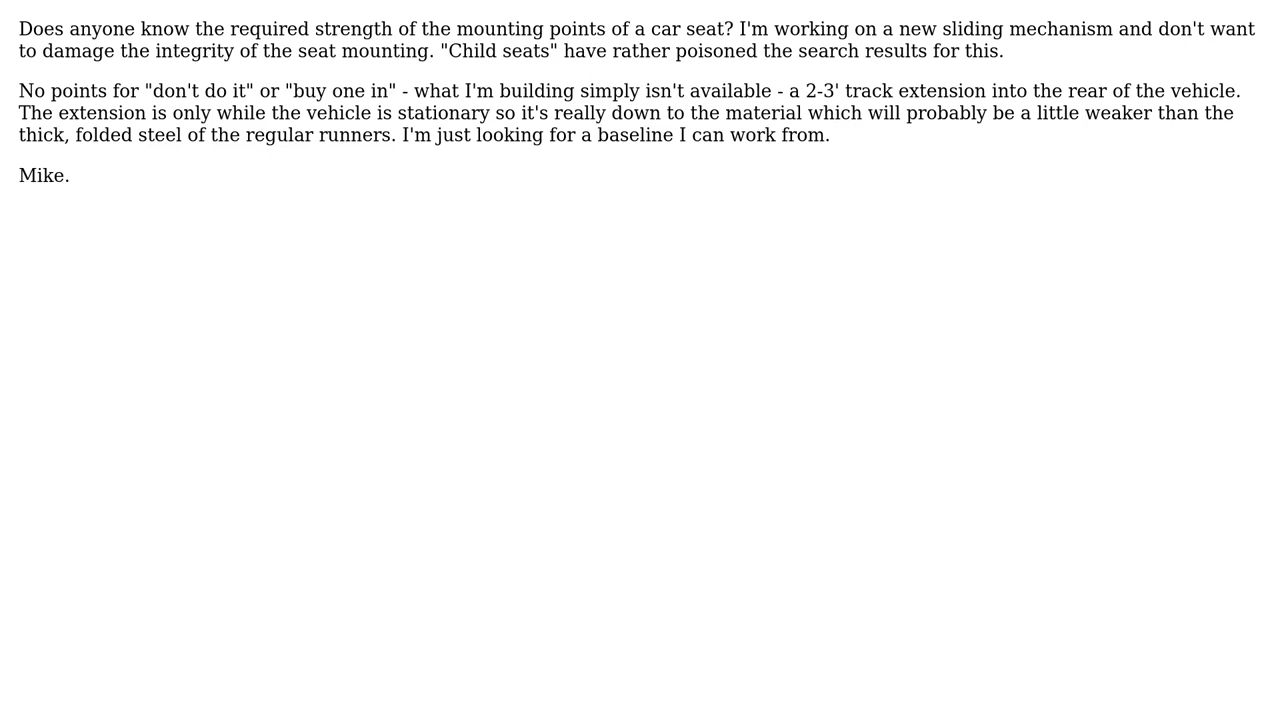 Does anyone know the required strength of the mounting points of a car seat? I'm working on a new sliding mechanism and don't want
to damage the integrity of the seat mounting. "Child seats" have rather poisoned the search results for this.
No points for "don't do it" or "buy one in" - what I'm building simply isn't available - a 2-3' track extension into the rear of the vehicle.
The extension is only while the vehicle is stationary so it's really down to the material which will probably be a little weaker than the
thick, folded steel of the regular runners. I'm just looking for a baseline I can work from.
Mike.